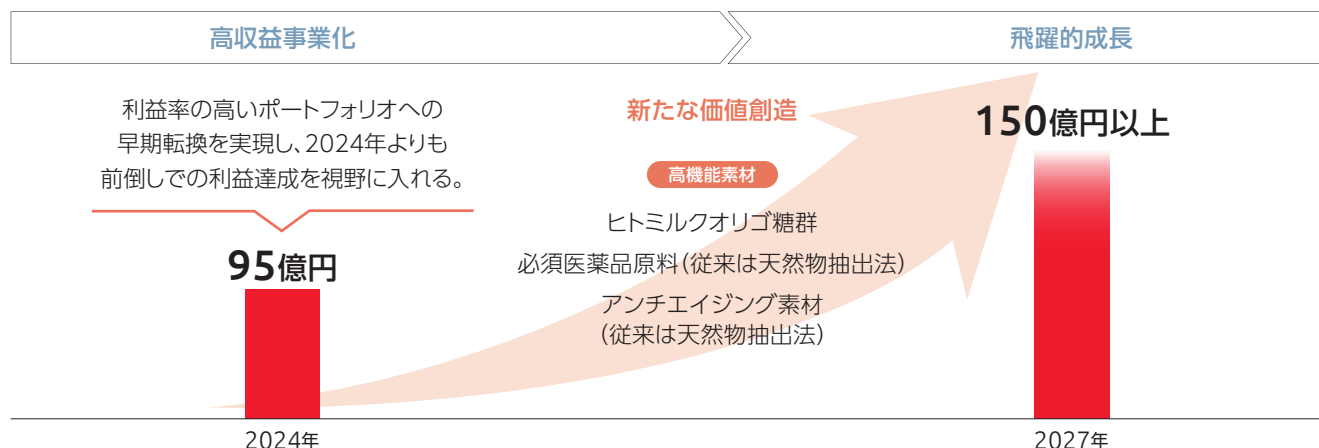 高収益事業化
飛躍的成長
利益率の高いポートフォリオへの
早期転換を実現し、2024年よりも
前倒しでの利益達成を視野に入れる。
95億円
新たな価値創造
高機能素材
ヒトミルクオリゴ糖群
必須医薬品原料(従来は天然物抽出法)
アンチエイジング素材
(従来は天然物抽出法)
150億円以上
2024年
2027年